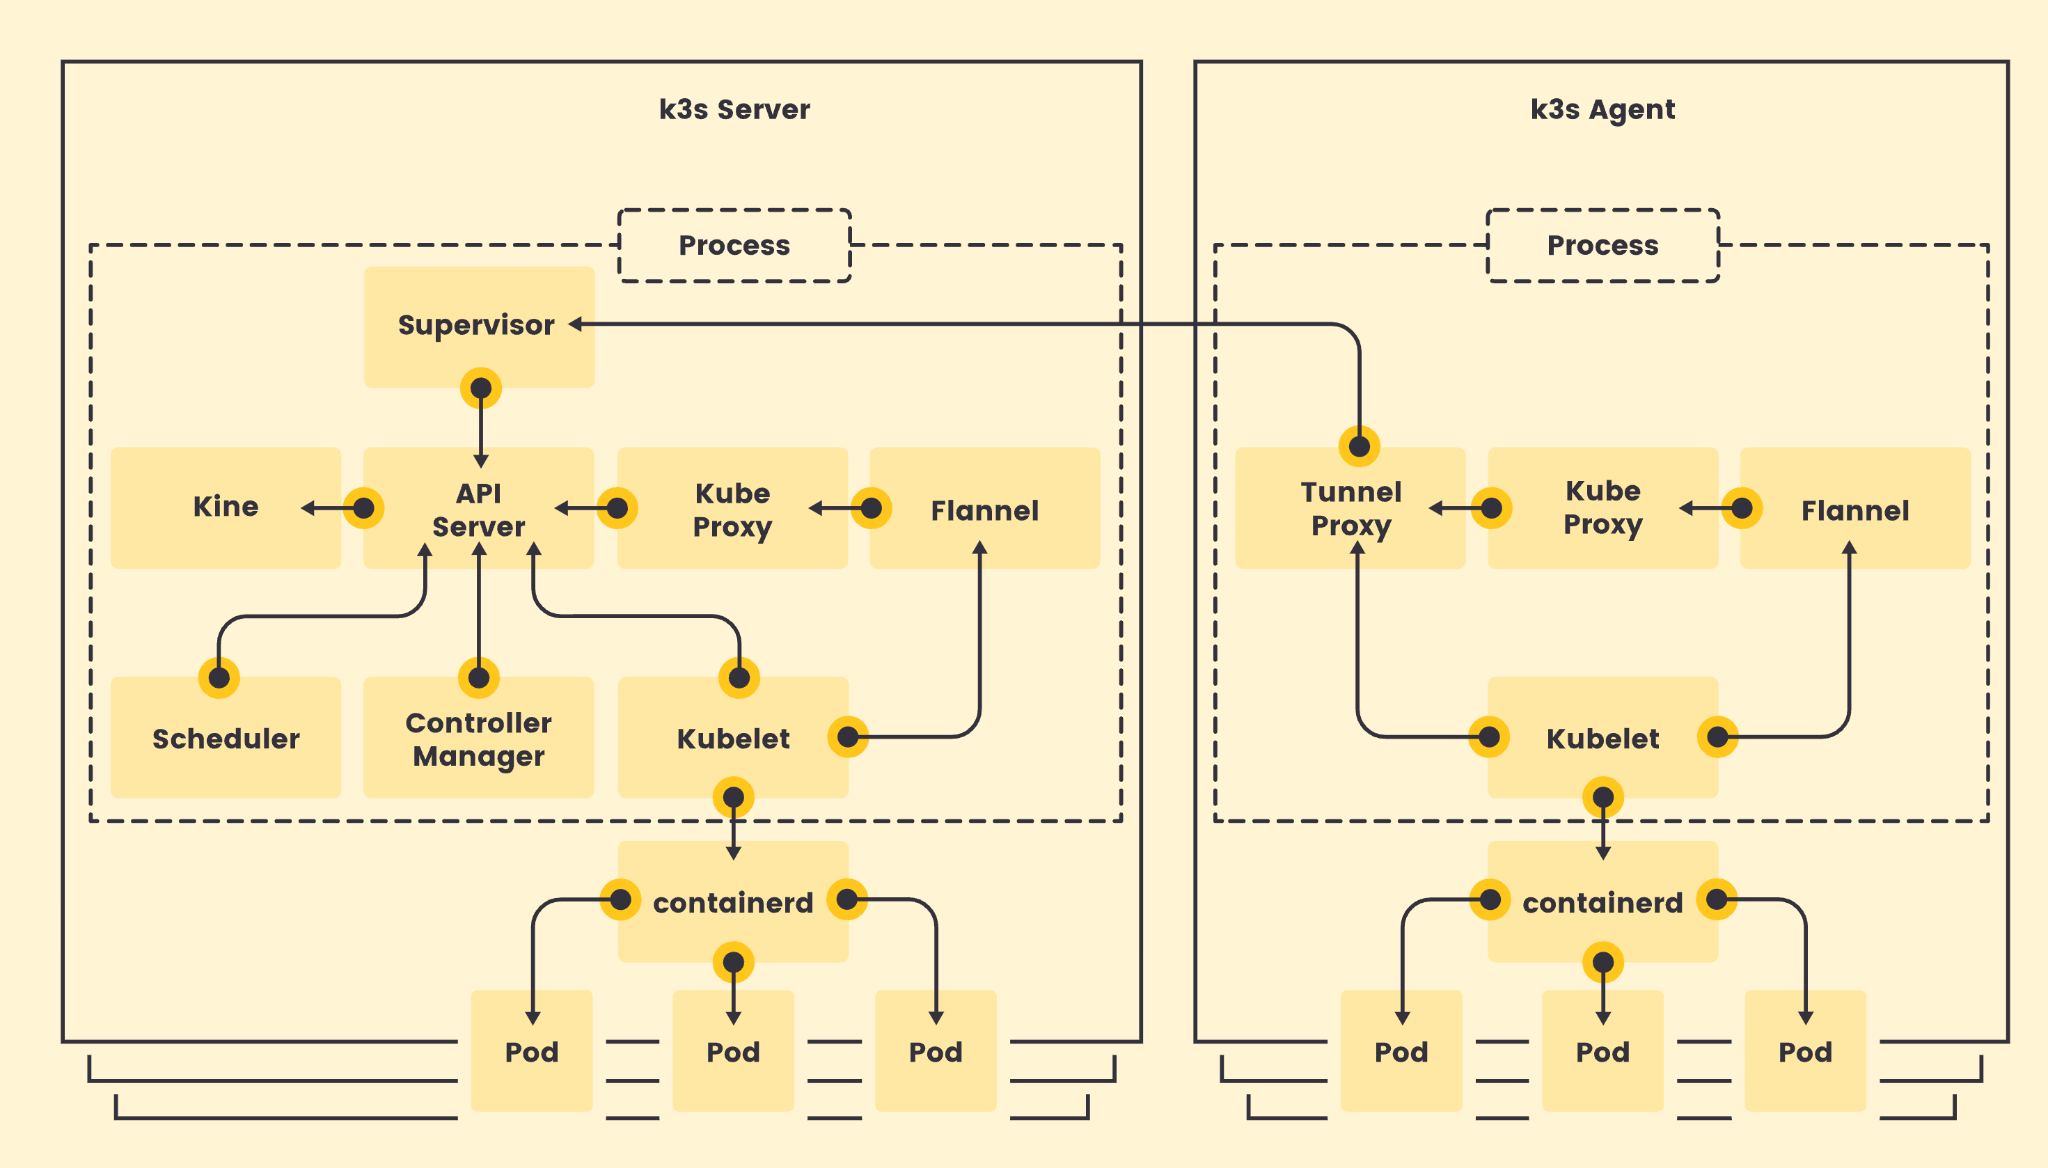 k3s Server
k3s Agent
Process
Process
Supervisor
Kine
API
Server
Kube
Proxy
Flannel
Tunnel
Proxy
Kube
Proxy
Flannel
Scheduler
Controller
Manager
Kubelet
Kubelet
containerd
containerd
Pod
Pod
Pod
Pod
Pod
Pod